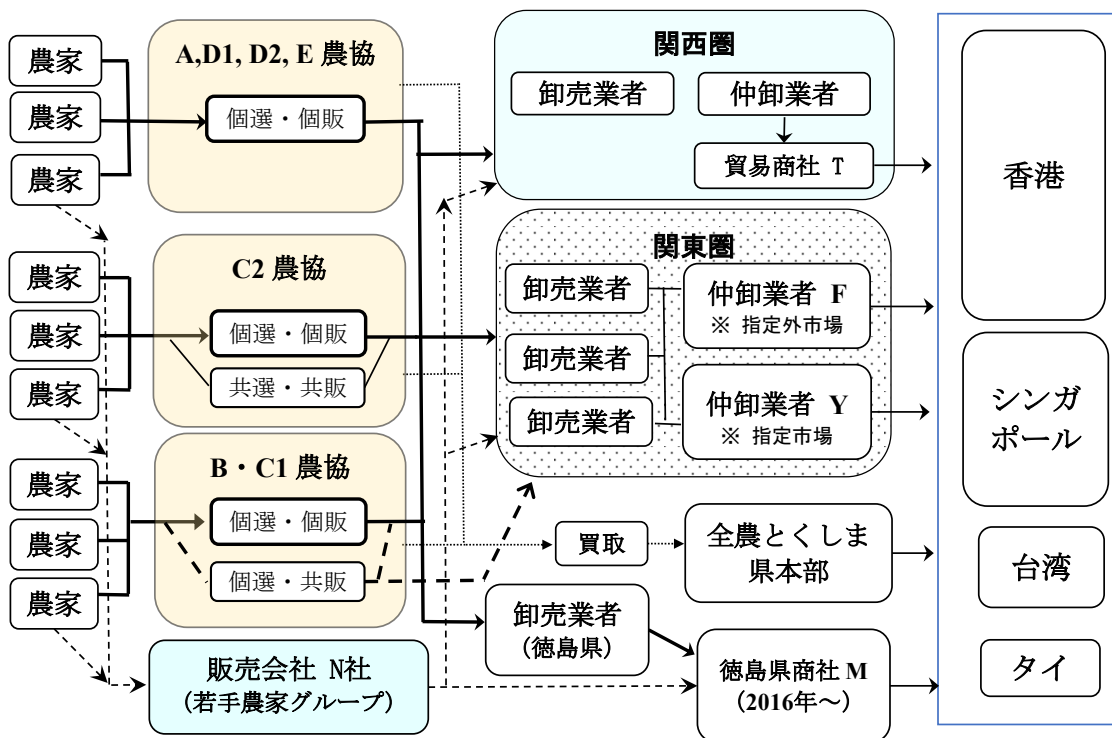 農家
農家
農家
A,D1, D2, E 農協
個選・個販
農家
農家
農家
C2 農協
個選・個販
共選・共販
農家
農家
農家
B・C1 農協
個選・個販
個選・共販
販売会社 N社
(若手農家グループ)
関西圏
卸売業者
仲卸業者
貿易商社 T
関東圏
卸売業者
卸売業者
卸売業者
仲卸業者 F
※ 指定外市場
仲卸業者 Y
※ 指定市場
買取
全農とくしま
県本部
卸売業者
(徳島県)
徳島県商社 M
(2016年～)
香港
シンガ
ポール
台湾
タイ